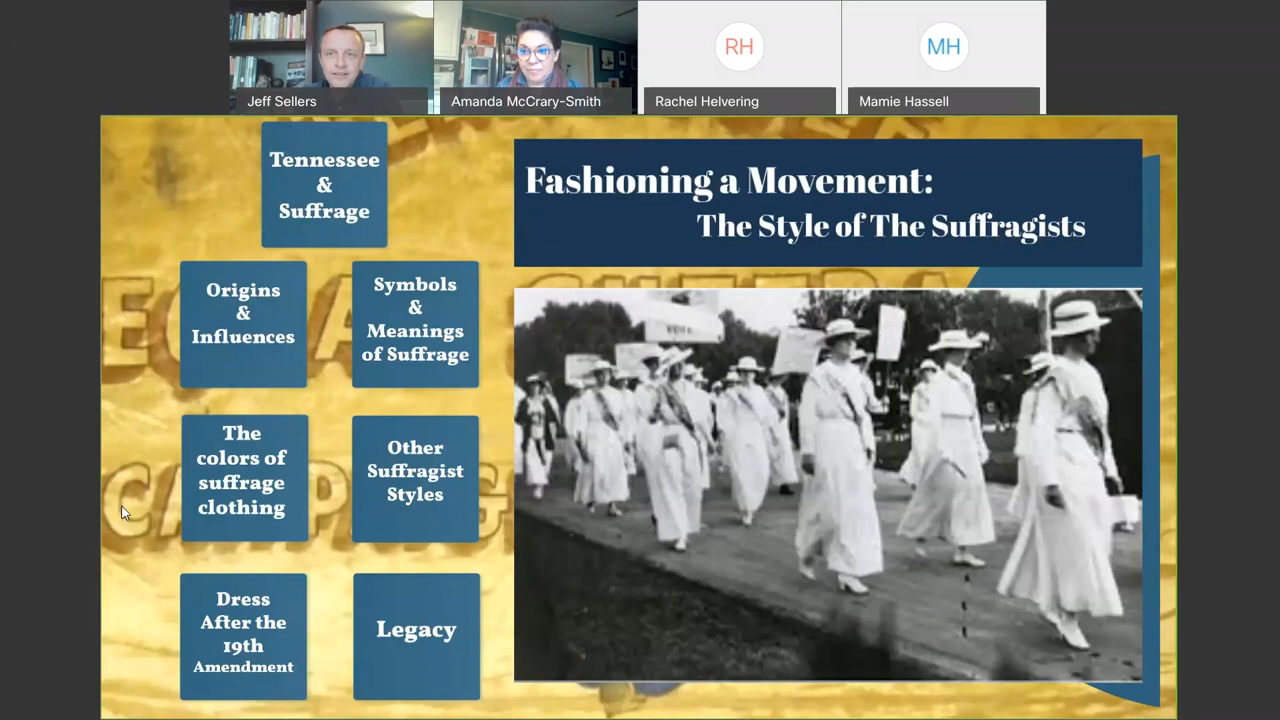 RH
MH
Jeff Sellers
Amanda McCrary-Smith
Rachel Helvering
Mamie Hassell
Tennessee
&
Suffrage
Fashioning a Movement:
The Style of The Suffragists
Origins
&
Influences
Symbols
&
Meanings
of Suffrage
The
colors of
suffrage
clothing
Other
Suffragist
Styles
Dress
After the
19th
Amendment
Legacy